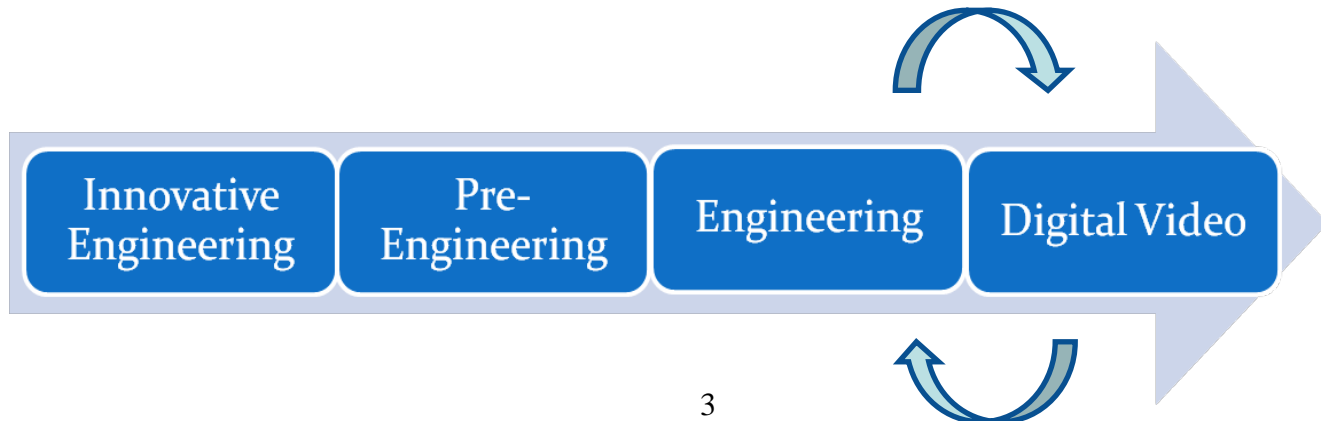 Innovative
Engineering
Pre-
Engineering
Engineering
Digital Video
3